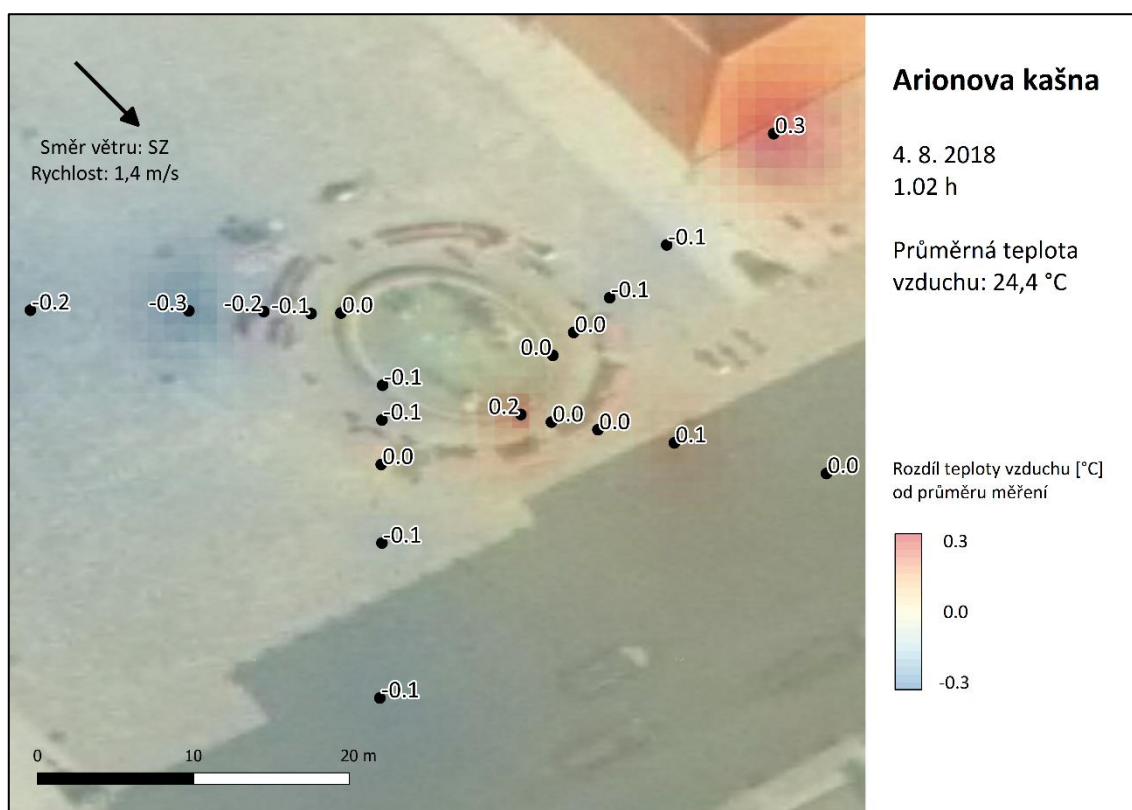 Směr větru: SZ
Rychlost: 1,4 m/s
0.3
-0.1
-0.1
-0.2
-0.3
-0.2
-0.1
0.0
0.0
0.0
-0.1
-0.1
0.2
0.0
0.0
0.1
0.0
0.0
-0.1
-0.1
0
10
20 m
Arionova kašna
4. 8. 2018
1.02 h
Průměrná teplota
vzduchu: 24,4 °C
Rozdíl teploty vzduchu [°C]
od průměru měření
0.3
0.0
-0.3